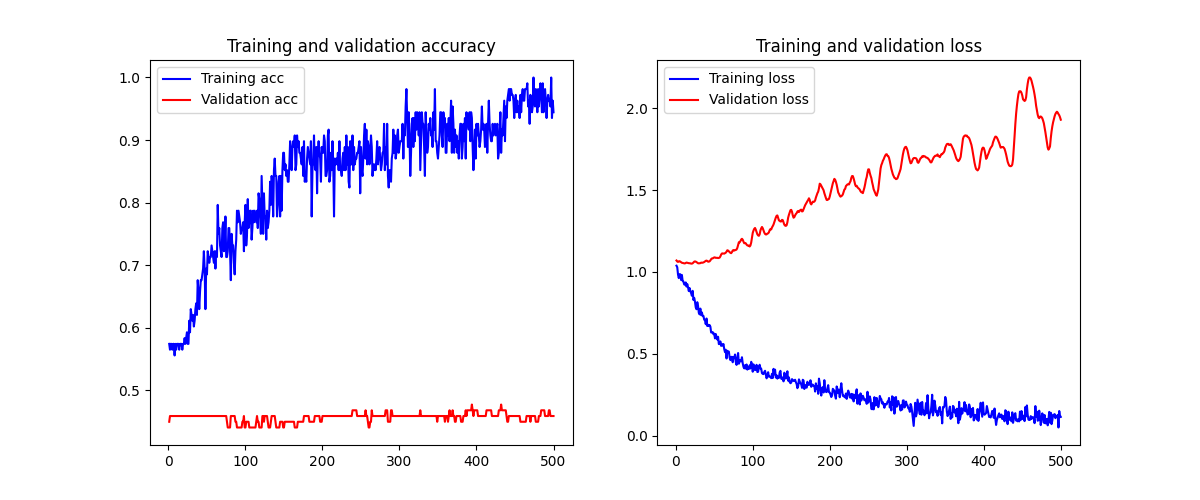 Training and validation accuracy
Training acc
Validation acc
1.0
0.9
0.8
0.7
0.6
0.5
0 100 200 300 400 500
Training and validation loss
Training loss
Validation loss
2.0
1.5
1.0
0.5
0.0
0 100 200 300 400 500